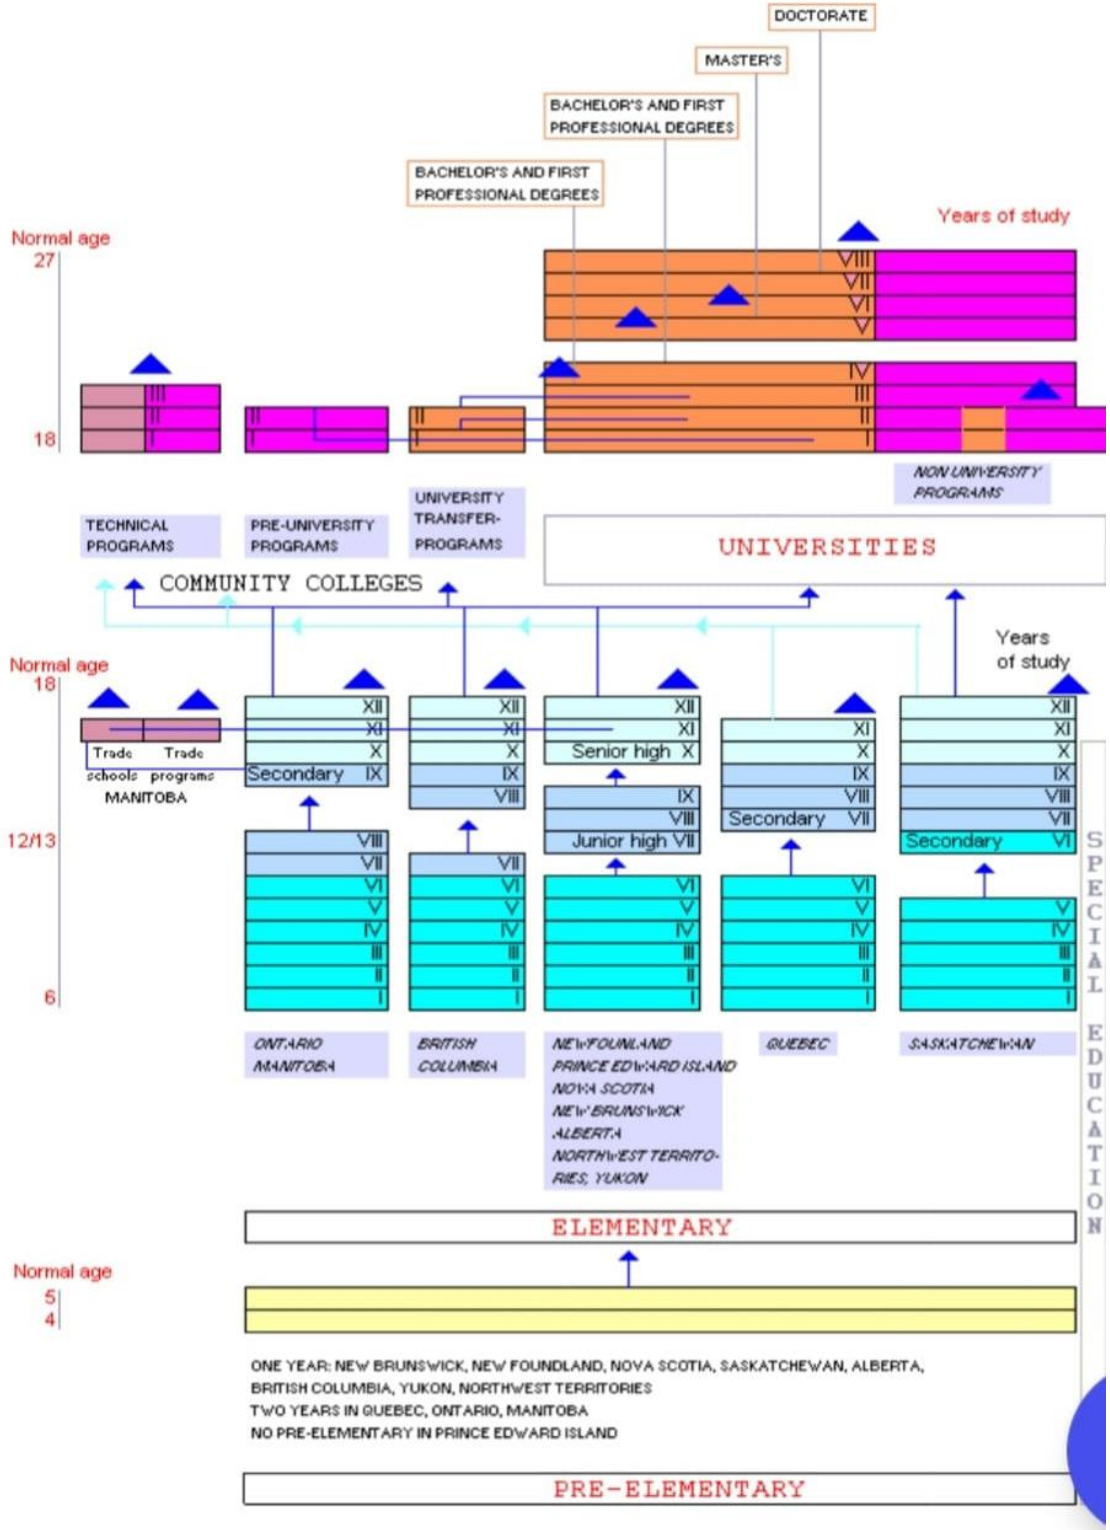 DOCTORATE
MASTER'S
BACHELOR'S AND FIRST
PROFESSIONAL DEGREES
BACHELOR'S AND FIRST
PROFESSIONAL DEGREES
Years of study
Normal age
27
VIII
VII
VI
V
IV
III
II
I
III
II
I
II
I
II
I
18
NON UNIVERSITY
PROGRAMS
TECHNICAL
PROGRAMS
PRE-UNIVERSITY
PROGRAMS
UNIVERSITY
TRANSFER-
PROGRAMS
UNIVERSITIES
COMMUNITY COLLEGES
Years
of study
Normal age
18
12/13
6
Trade
schools
Trade
programs
MANITOBA
XII
XI
X
Secondary IX
VIII
VII
VI
V
IV
III
II
I
ONTARIO
MANITOBA
XII
XI
X
IX
VIII
VII
VI
V
IV
III
II
I
BRITISH
COLUMBIA
XII
XI
Senior high X
IX
VIII
Junior high VII
VI
V
IV
III
II
I
NEWFOUNLAND
PRINCE EDWARD ISLAND
NOVA SCOTIA
NEW BRUNSWICK
ALBERTA
NORTHWEST TERRITO-
RIES, YUKON
XI
X
IX
VIII
Secondary VII
VI
V
IV
III
II
I
QUEBEC
XII
XI
X
IX
VIII
VII
Secondary VI
V
IV
III
II
I
SASKATCHEWAN
SPECIAL EDUCATION
ELEMENTARY
Normal age
5
4
ONE YEAR: NEW BRUNSWICK, NEW FOUNDLAND, NOVA SCOTIA, SASKATCHEWAN, ALBERTA,
BRITISH COLUMBIA, YUKON, NORTHWEST TERRITORIES
TWO YEARS IN QUEBEC, ONTARIO, MANITOBA
NO PRE-ELEMENTARY IN PRINCE EDWARD ISLAND
PRE-ELEMENTARY